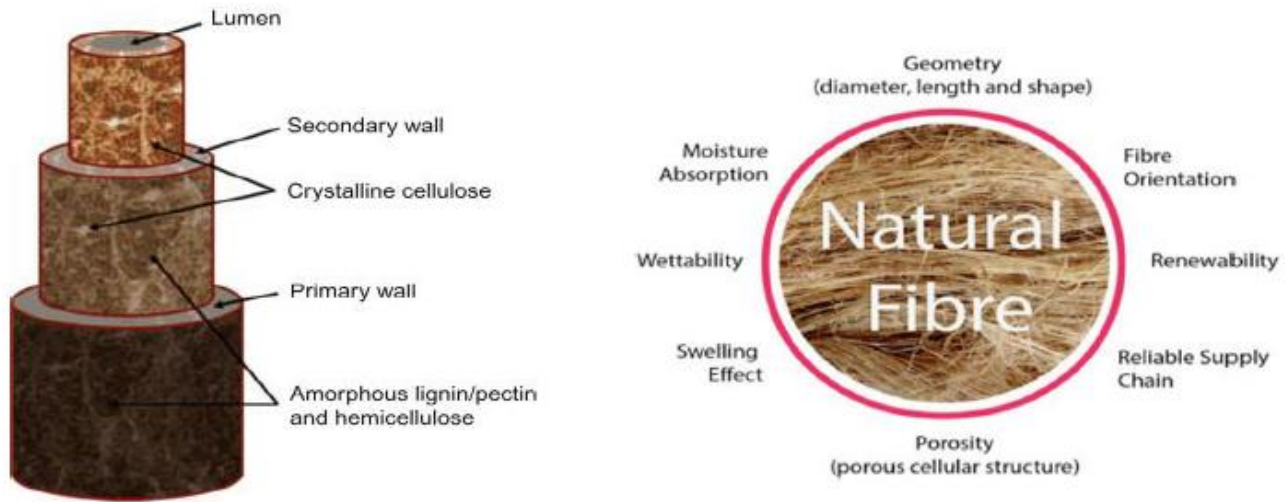 Lumen
Secondary wall
Crystalline cellulose
Primary wall
Amorphous lignin/pectin
and hemicellulose
Geometry
(diameter, length and shape)
Moisture
Absorption
Fibre
Orientation
Natural
Fibre
Wettability
Renewability
Swelling
Effect
Reliable Supply
Chain
Porosity
(porous cellular structure)